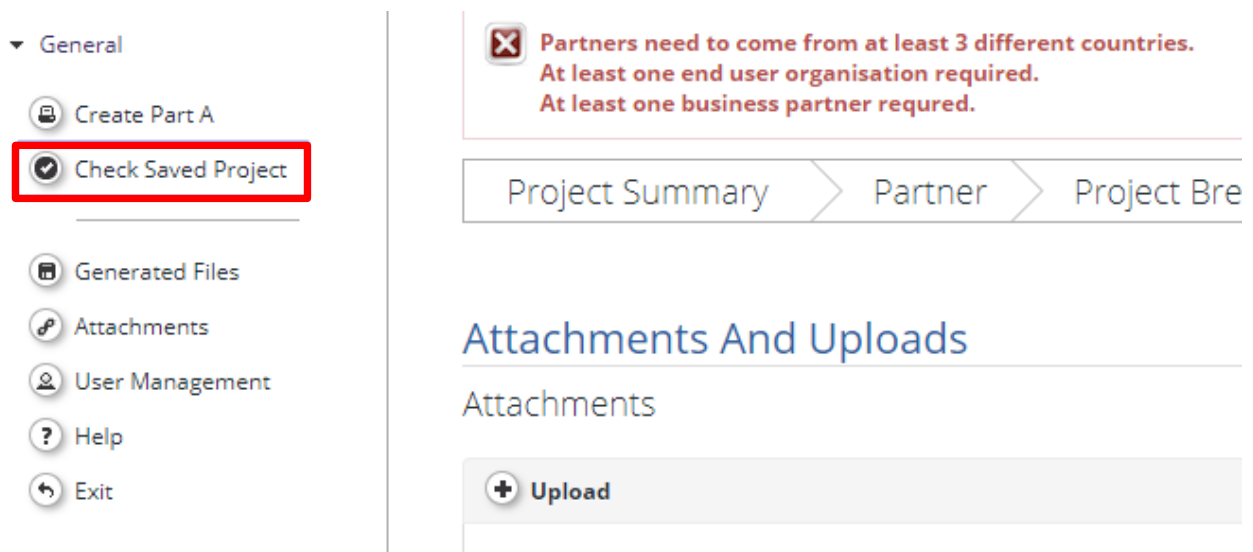 General
Create Part A
Check Saved Project
Generated Files
Attachments
User Management
? Help
Exit
Partners need to come from at least 3 different countries.
At least one end user organisation required.
At least one business partner requred.
Project Summary
Partner
Project Bre
Attachments And Uploads
Attachments
Upload